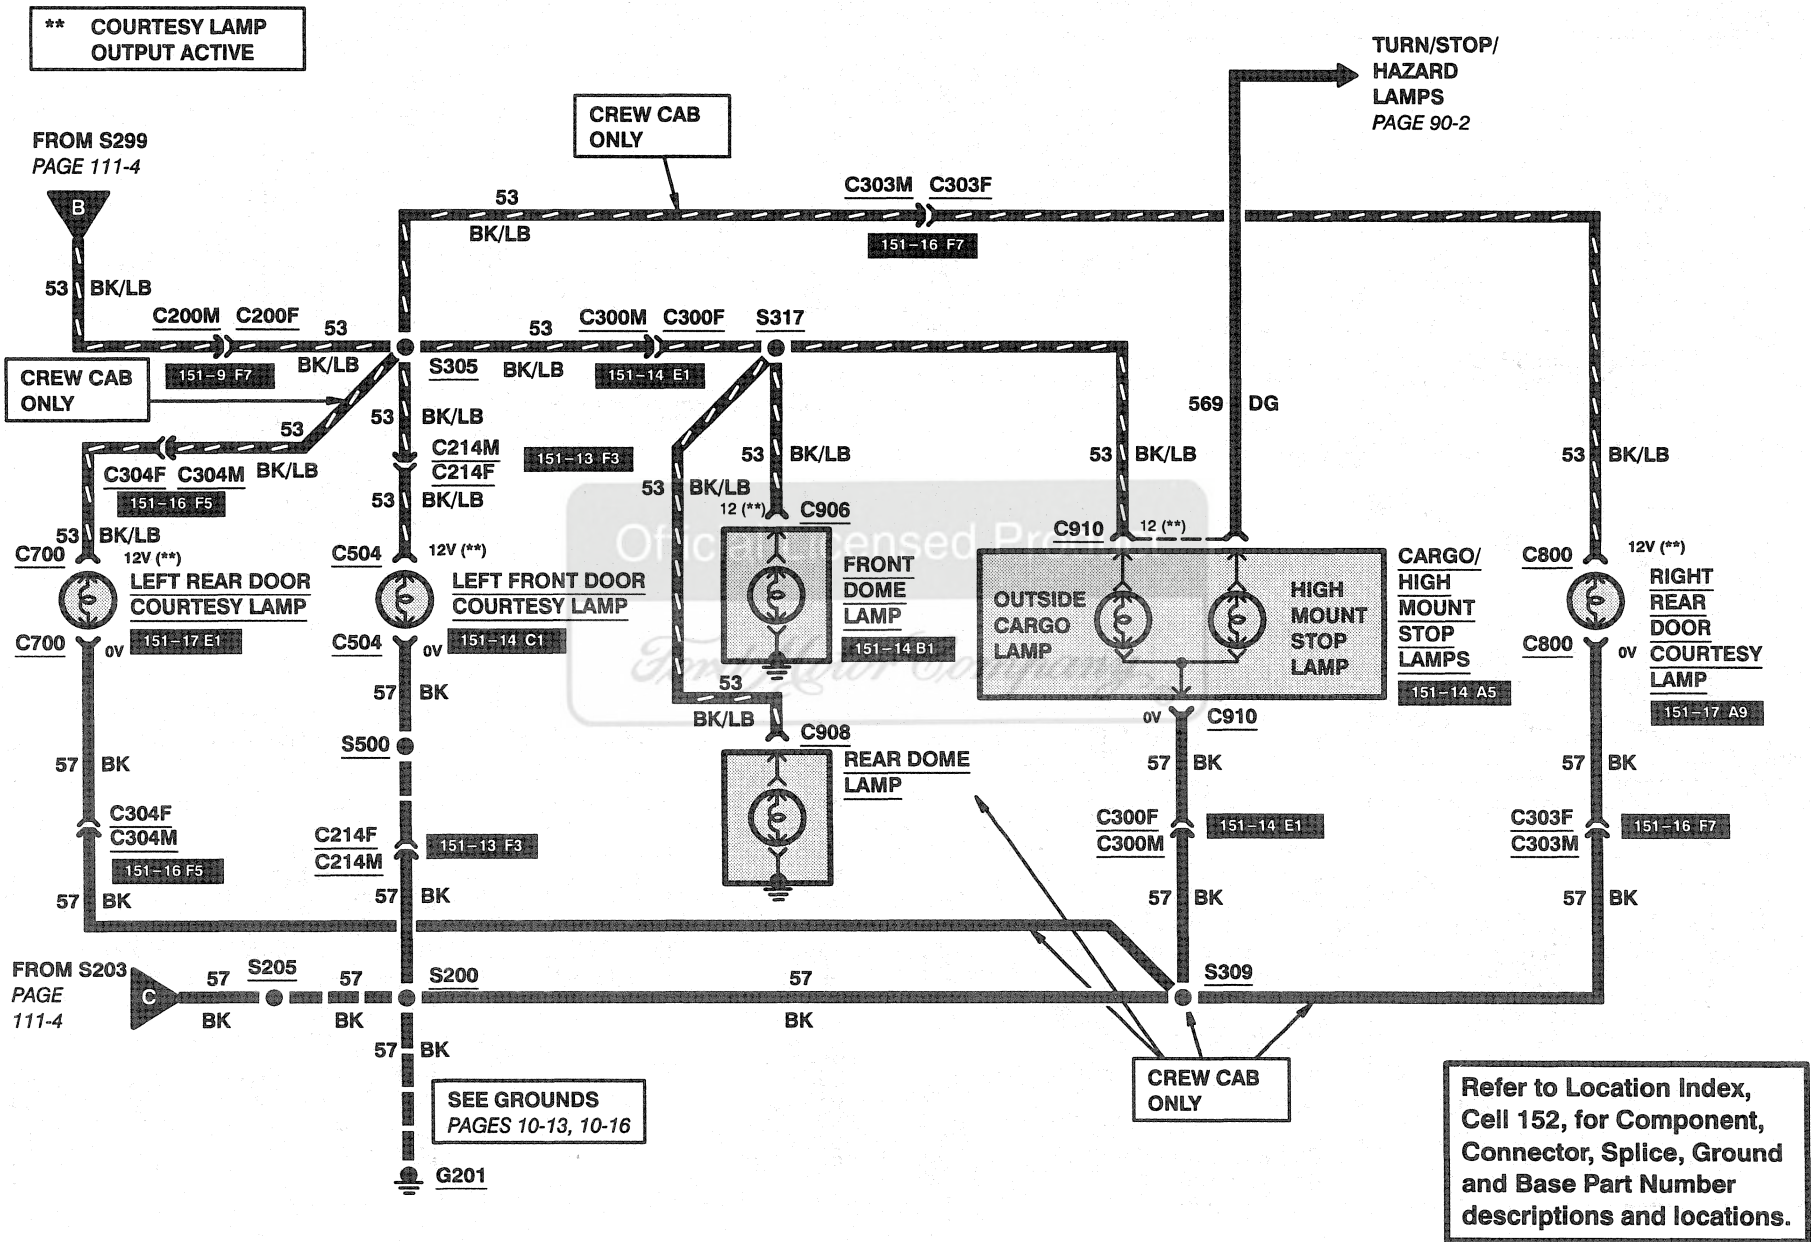 ** COURTESY LAMP
OUTPUT ACTIVE
TURN/STOP/
HAZARD
LAMPS
PAGE 90-2
CREW CAB
ONLY
FROM S299
PAGE 111-4
B
53
BK/LB
C303M C303F
151-16 F7
53 BK/LB
C200M C200F
53
BK/LB
151-9 F7
S305
53
BK/LB
C300M C300F
151-14 E1
S317
CREW CAB
ONLY
53
BK/LB
C304F C304M
151-16 F5
53 BK/LB
53 BK/LB
C214M
C214F
151-13 F3
53 BK/LB
53 BK/LB
53 BK/LB
53 BK/LB
569 DG
53 BK/LB
C700
12V (**)
LEFT REAR DOOR
COURTESY LAMP
151-17 E1
C700
0V
C504
12V (**)
LEFT FRONT DOOR
COURTESY LAMP
151-14 C1
C504
0V
12 (**)
C906
FRONT
DOME
LAMP
151-14 B1
Official Licensed Product
Ford Motor Company
C910
12 (**)
OUTSIDE
CARGO
LAMP
HIGH
MOUNT
STOP
LAMP
CARGO/
HIGH
MOUNT
STOP
LAMPS
151-14 A5
C800
12V (**)
RIGHT
REAR
DOOR
COURTESY
LAMP
151-17 A9
C800
0V
57 BK
53
BK/LB
C908
REAR DOME
LAMP
0V
C910
S500
57 BK
57 BK
57 BK
C304F
C304M
151-16 F5
C214F
C214M
151-13 F3
C300F
C300M
151-14 E1
C303F
C303M
151-16 F7
57 BK
57 BK
57 BK
57 BK
FROM S203
PAGE
111-4
C
57
BK
S205
57
BK
S200
57
BK
S309
57 BK
CREW CAB
ONLY
SEE GROUNDS
PAGES 10-13, 10-16
G201
Refer to Location Index,
Cell 152, for Component,
Connector, Splice, Ground
and Base Part Number
descriptions and locations.